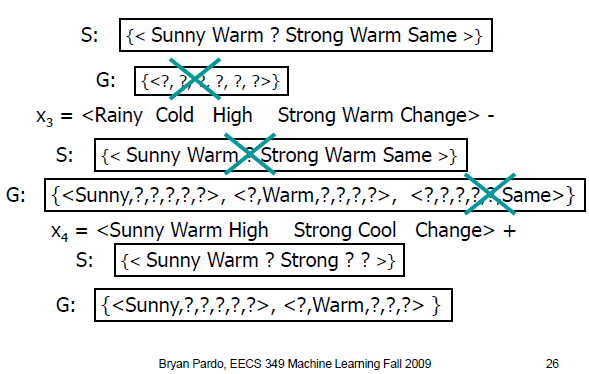 S: {< Sunny Warm ? Strong Warm Same >}
G: {<?, ?, ?, ?, ?, ?>}
x3 = <Rainy Cold High Strong Warm Change> -
S: {< Sunny Warm ? Strong Warm Same >}
G: {<Sunny,?,?,?,?,?>, <?,Warm,?,?,?,?>, <?,?,?,?,?,Same>}
x4 = <Sunny Warm High Strong Cool Change> +
S: {< Sunny Warm ? Strong ? ? >}
G: {<Sunny,?,?,?,?,?>, <?,Warm,?,?,?> }
Bryan Pardo, EECS 349 Machine Learning Fall 2009 26